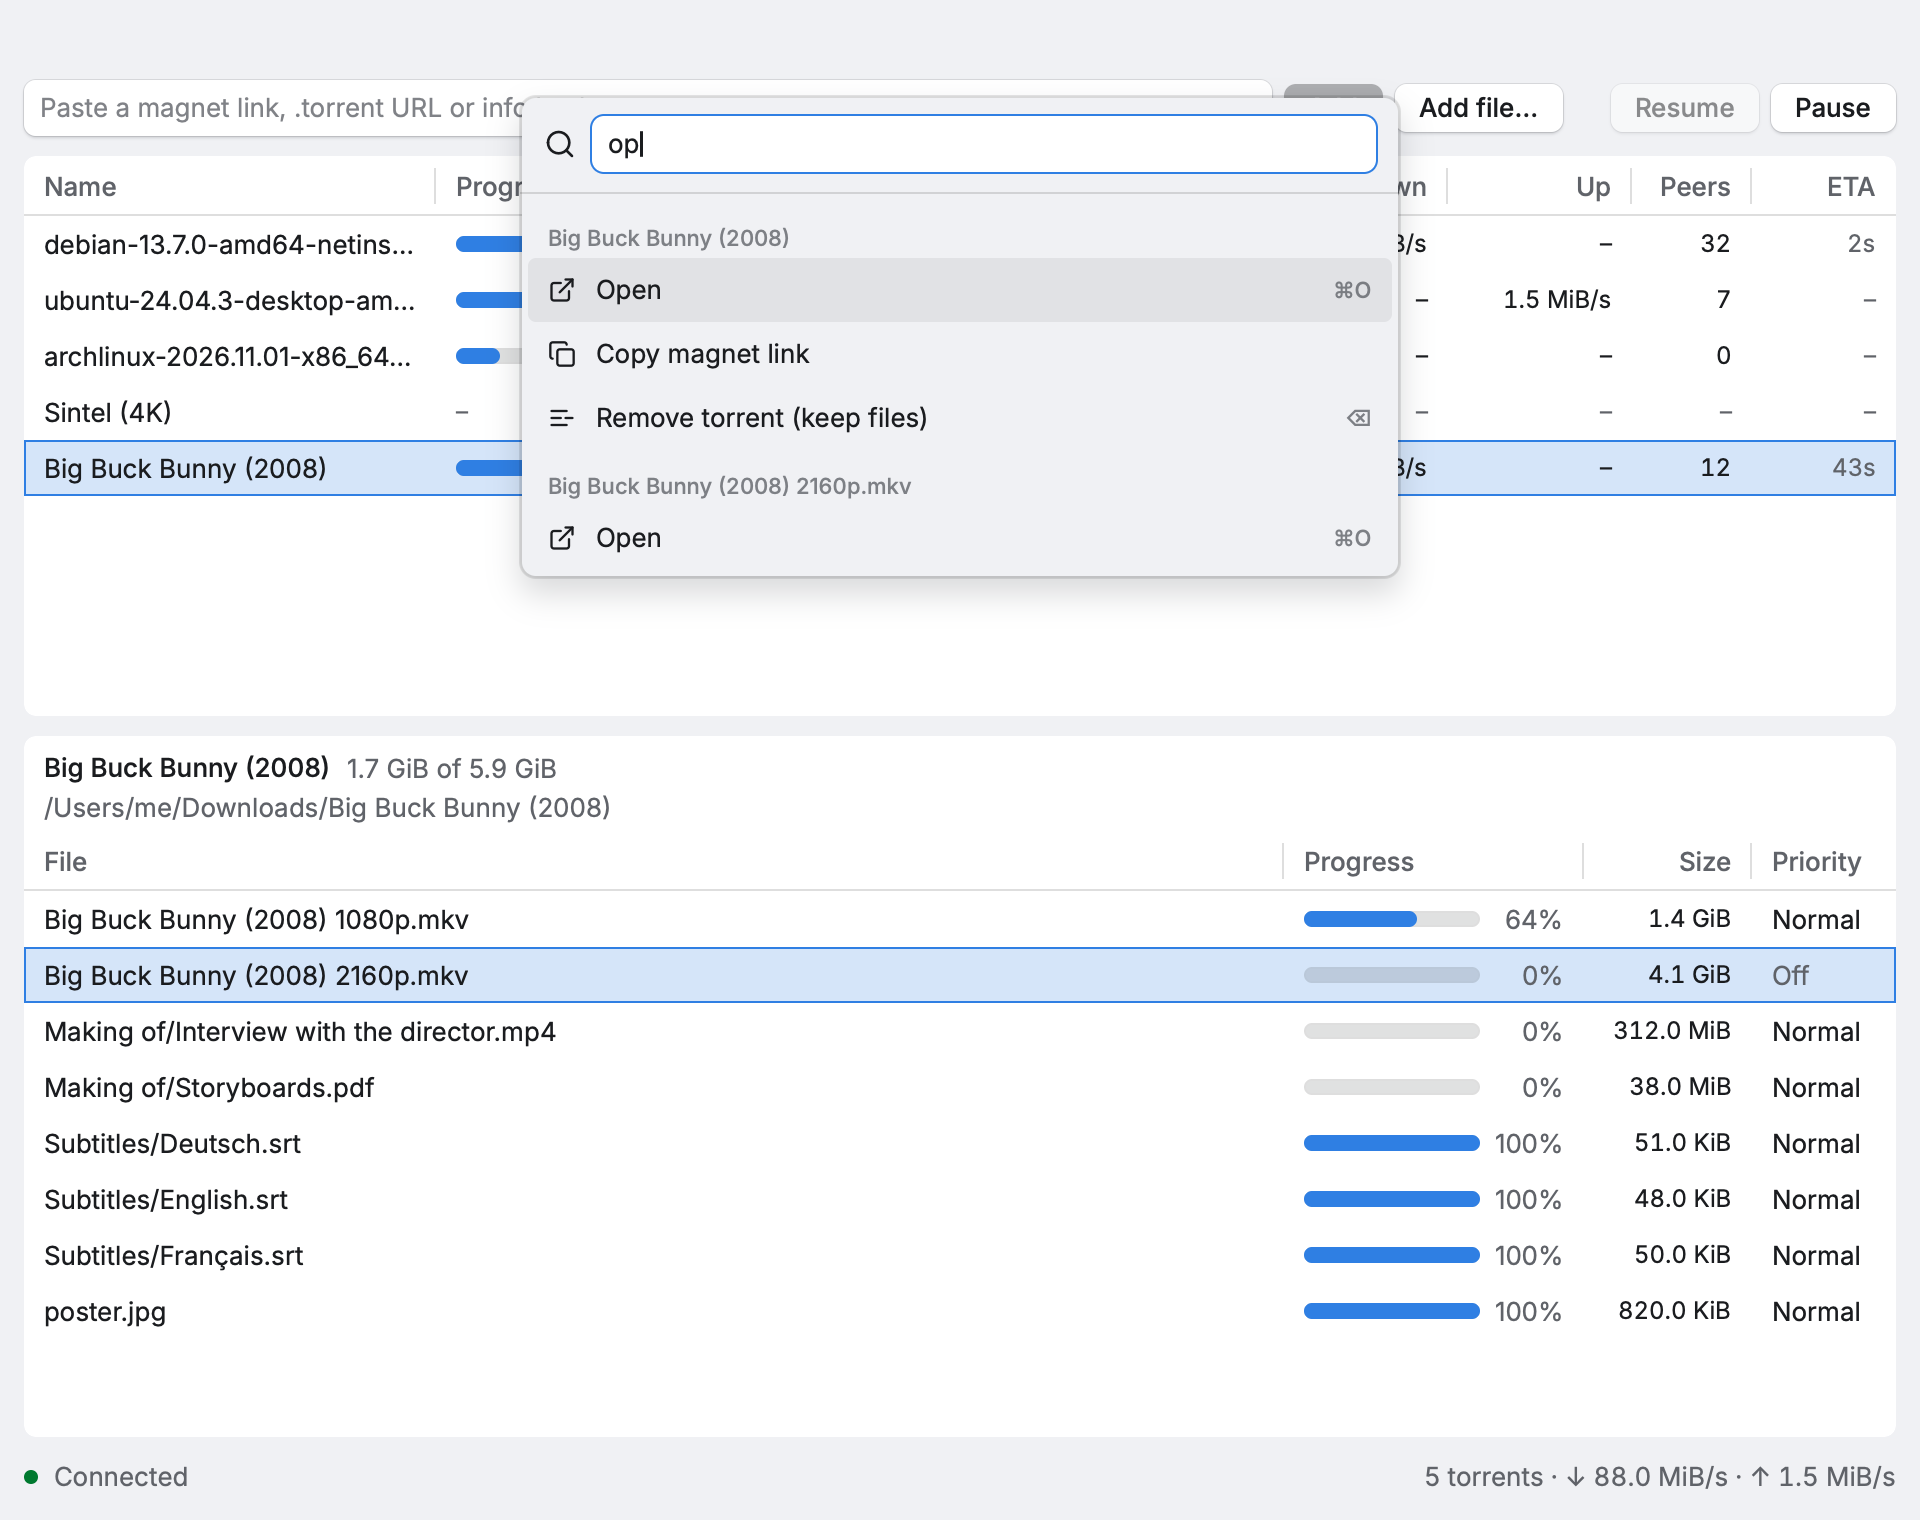 Paste a magnet link, .torrent URL or info
Add file... Resume Pause
op
Name Progr wn Up Peers ETA
Big Buck Bunny (2008)
debian-13.7.0-amd64-netins... B/s – 32 2s
Open ⌘O
ubuntu-24.04.3-desktop-am... – 1.5 MiB/s 7 –
Copy magnet link
archlinux-2026.11.01-x86_64... – – 0 –
Remove torrent (keep files)
Sintel (4K) – – – – –
Big Buck Bunny (2008) B/s – 12 43s
Big Buck Bunny (2008) 2160p.mkv
Open ⌘O
Big Buck Bunny (2008) 1.7 GiB of 5.9 GiB
/Users/me/Downloads/Big Buck Bunny (2008)
File Progress Size Priority
Big Buck Bunny (2008) 1080p.mkv 64% 1.4 GiB Normal
Big Buck Bunny (2008) 2160p.mkv 0% 4.1 GiB Off
Making of/Interview with the director.mp4 0% 312.0 MiB Normal
Making of/Storyboards.pdf 0% 38.0 MiB Normal
Subtitles/Deutsch.srt 100% 51.0 KiB Normal
Subtitles/English.srt 100% 48.0 KiB Normal
Subtitles/Français.srt 100% 50.0 KiB Normal
poster.jpg 100% 820.0 KiB Normal
Connected 5 torrents · ↓ 88.0 MiB/s · ↑ 1.5 MiB/s